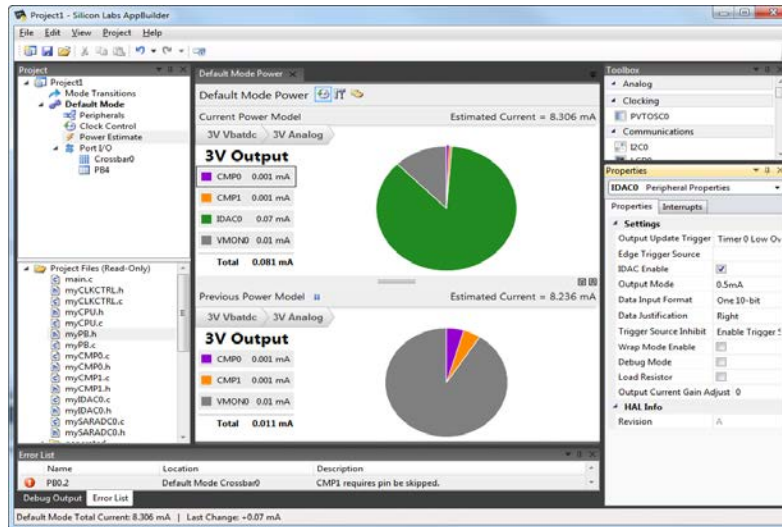 Project1 - Silicon Labs AppBuilder
File Edit View Project Help
Project
Project1
Mode Transitions
Default Mode
Peripherals
Clock Control
Power Estimate
Port I/O
Crossbar0
PB4
Project Files (Read-Only)
main.c
myCLKCTRL.h
myCLKCTRL.c
myCPU.h
myCPU.c
myPB.h
myPB.c
myCMP0.c
myCMP0.h
myCMP1.c
myCMP1.h
myIDAC0.c
myIDAC0.h
mySARADC0.c
mySARADC0.h
Default Mode Power
Default Mode Power
Current Power Model Estimated Current = 8.306 mA
3V Vbatdc 3V Analog
3V Output
CMP0 0.001 mA
CMP1 0.001 mA
IDAC0 0.07 mA
VMON0 0.01 mA
Total 0.081 mA
Previous Power Model Estimated Current = 8.236 mA
3V Vbatdc 3V Analog
3V Output
CMP0 0.001 mA
CMP1 0.001 mA
VMON0 0.01 mA
Total 0.011 mA
Toolbox
Analog
Clocking
PVTOSC0
Communications
I2C0
Properties
IDAC0 Peripheral Properties
Properties Interrupts
Settings
Output Update Trigger Timer0 Low Ov
Edge Trigger Source
IDAC Enable
Output Mode 0.5mA
Data Input Format One 10-bit
Data Justification Right
Trigger Source Inhibit Enable Trigger S
Wrap Mode Enable
Debug Mode
Load Resistor
Output Current Gain Adjust 0
HAL Info
Revision A
Error List
Name Location Description
PB0.2 Default Mode Crossbar0 CMP1 requires pin be skipped.
Debug Output Error List
Default Mode Total Current: 8.306 mA | Last Change: +0.07 mA